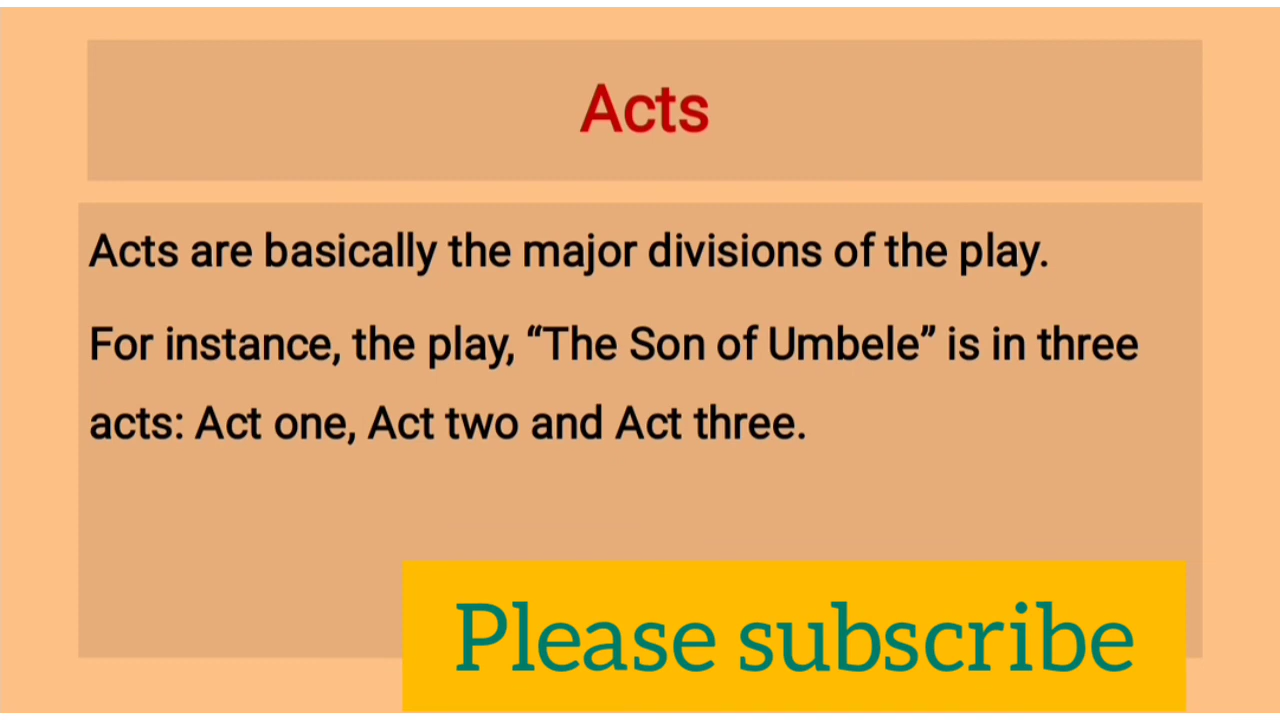 Acts
Acts are basically the major divisions of the play.
For instance, the play, “The Son of Umbele” is in three
acts: Act one, Act two and Act three.
Please subscribe